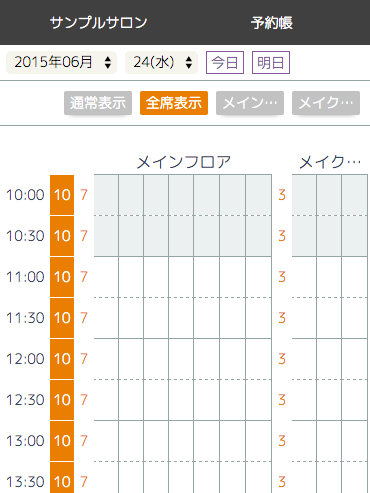 サンプルサロン 予約帳
2015年06月 24(水) 今日 明日
通常表示 全席表示 メイン… メイク…
メインフロア メイク…
10:00 10 7 3
10:30 10 7 3
11:00 10 7 3
11:30 10 7 3
12:00 10 7 3
12:30 10 7 3
13:00 10 7 3
13:30 10 7 3